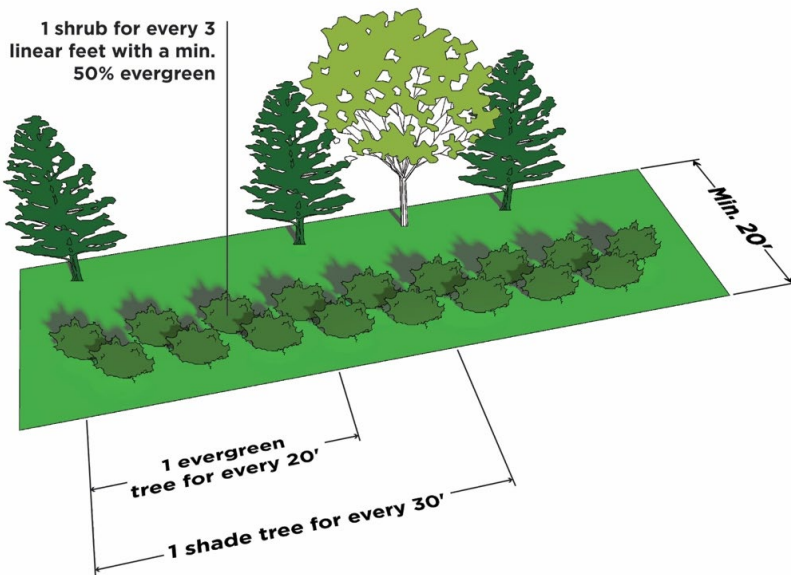 1 shrub for every 3
linear feet with a min.
50% evergreen
Min. 20'
1 evergreen
tree for every 20'
1 shade tree for every 30'